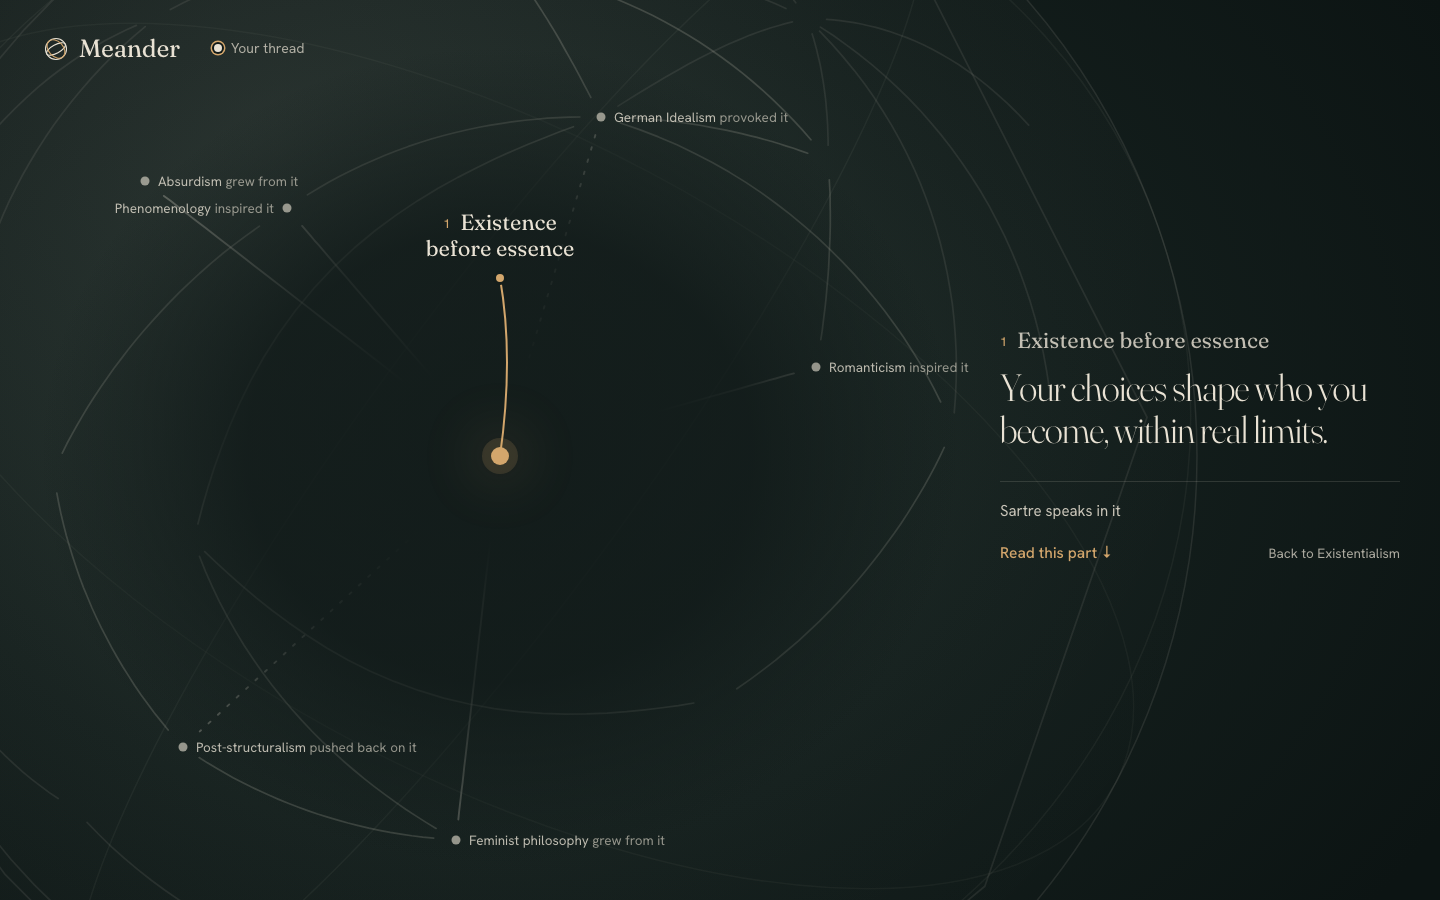 Meander
Your thread
German Idealism provoked it
Absurdism grew from it
Phenomenology inspired it
1 Existence
before essence
Romanticism inspired it
1 Existence before essence
Your choices shape who you
become, within real limits.
Sartre speaks in it
Read this part ↓
Back to Existentialism
Post-structuralism pushed back on it
Feminist philosophy grew from it